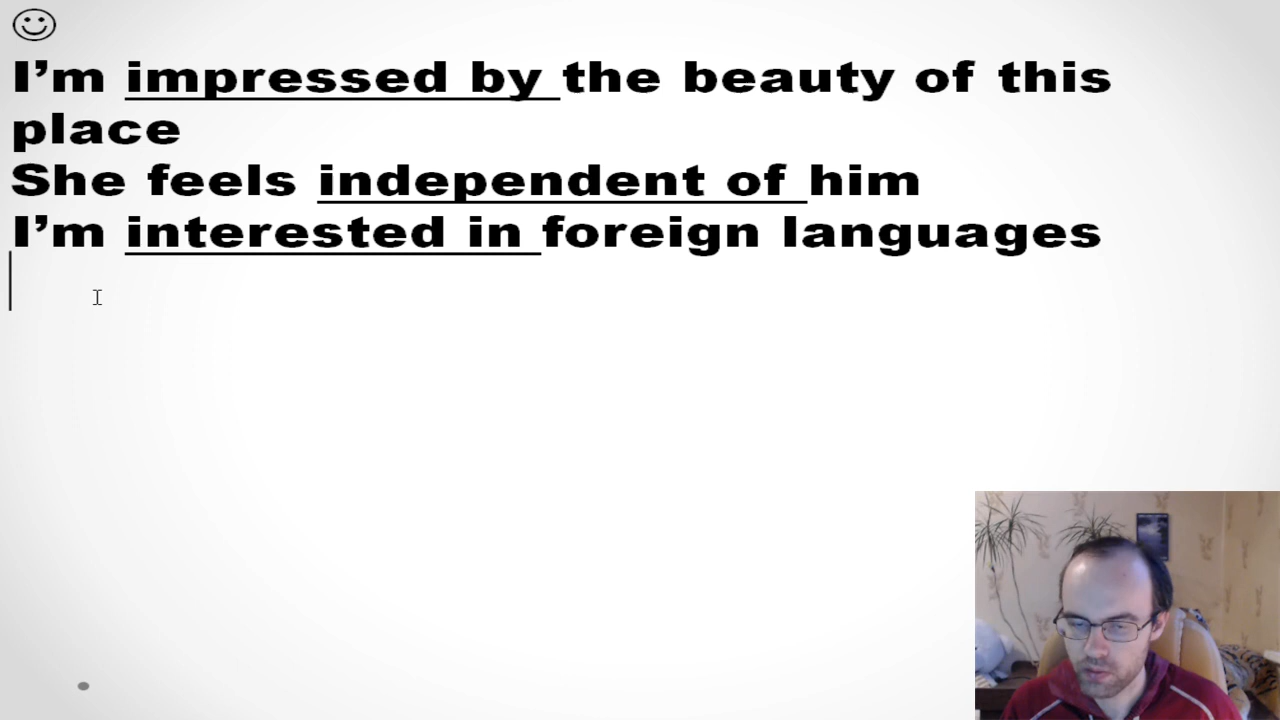 I’m impressed by the beauty of this
place
She feels independent of him
I’m interested in foreign languages